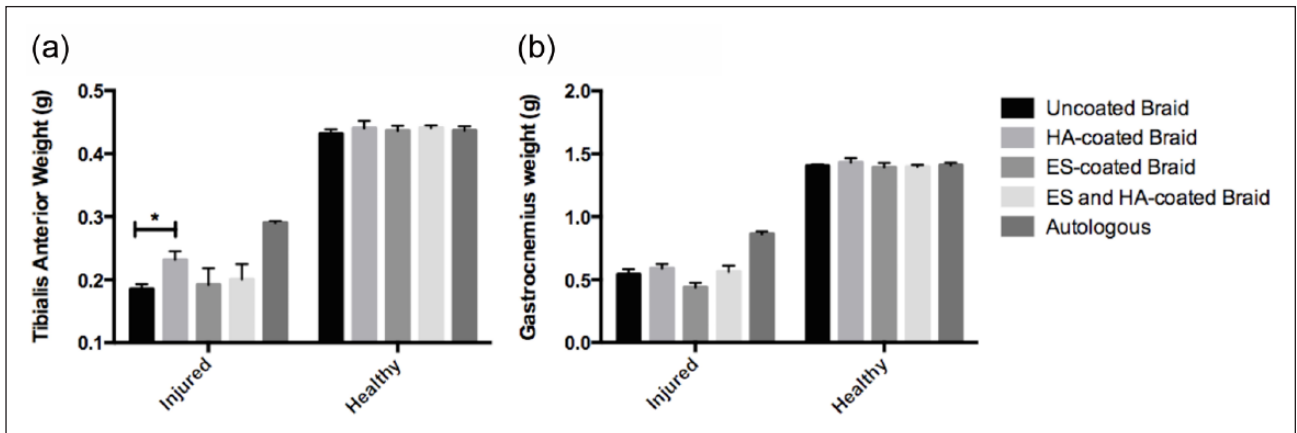 (a)
Tibialis Anterior Weight (g)
0.5
0.4
0.3
0.2
0.1
*
Injured
Healthy
(b)
Gastrocnemius weight (g)
2.0
1.5
1.0
0.5
0.0
Injured
Healthy
Uncoated Braid
HA-coated Braid
ES-coated Braid
ES and HA-coated Braid
Autologous